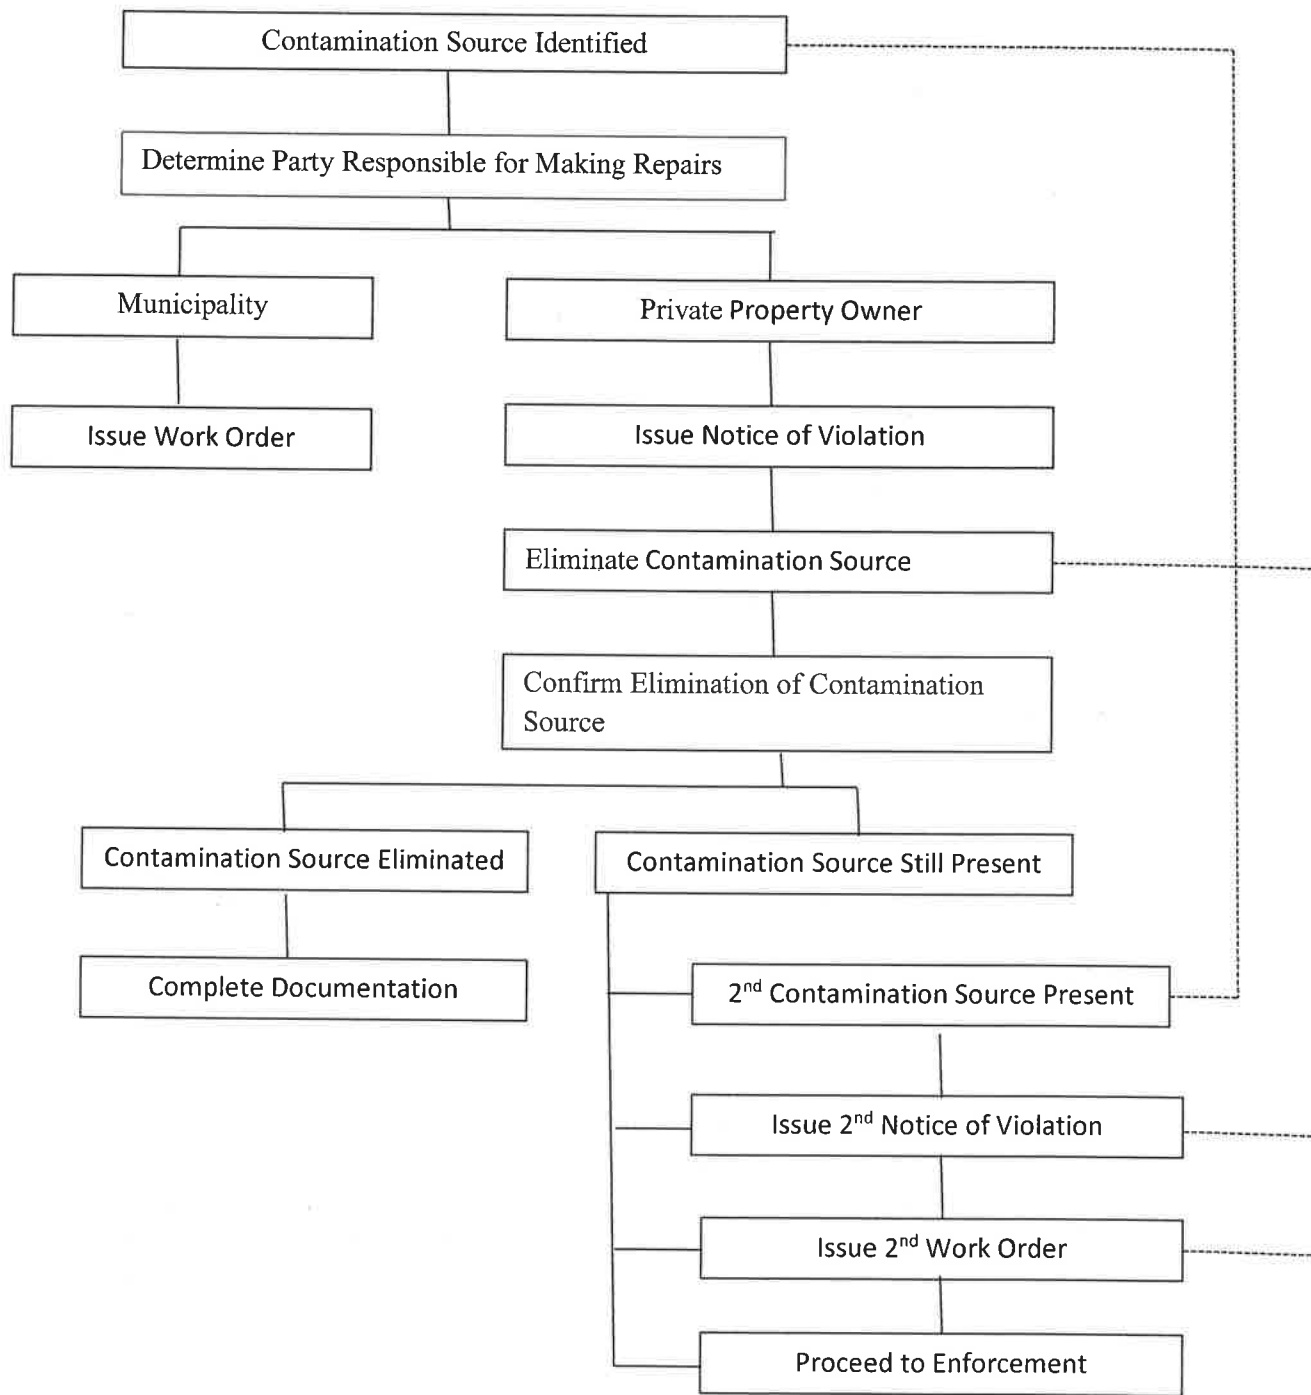 Contamination Source Identified
Determine Party Responsible for Making Repairs
Municipality
Private Property Owner
Issue Work Order
Issue Notice of Violation
Eliminate Contamination Source
Confirm Elimination of Contamination
Source
Contamination Source Eliminated
Contamination Source Still Present
Complete Documentation
2nd Contamination Source Present
Issue 2nd Notice of Violation
Issue 2nd Work Order
Proceed to Enforcement